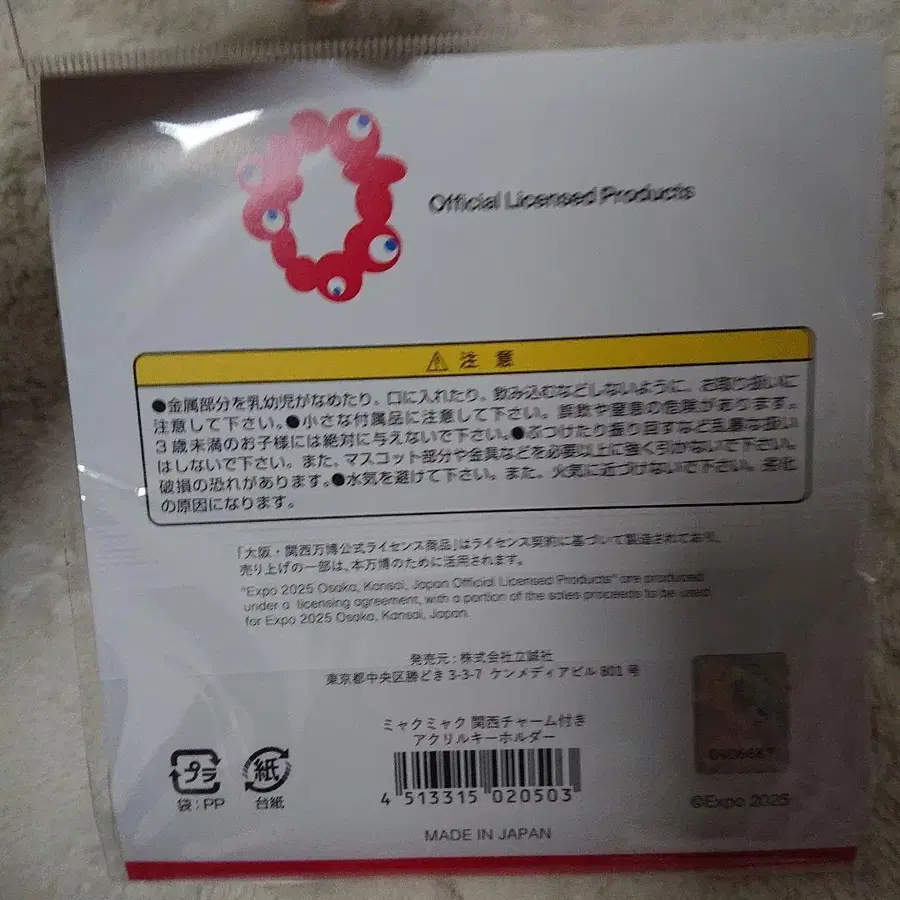 Official Licensed Products
注意
●金属部分を乳幼児がなめたり、口に入れたり、飲み込むなどしないように、お取り扱いに
注意して下さい。●小さな付属品に注意して下さい。誤飲や窒息の危険があります。
3歳未満のお子様には絶対に与えないで下さい。●ぶつけたり振り回すなど乱暴な扱い
はしないで下さい。また、マスコット部分や金具などを必要以上に強く引かないで下さい。
破損の恐れがあります。●水気を避けて下さい。また、火気に近づけないで下さい。劣化
の原因になります。
「大阪・関西万博公式ライセンス商品」はライセンス契約に基づいて製造されており、
売り上げの一部は、本万博のために活用されます。
"Expo 2025 Osaka, Kansai, Japan Official Licensed Products" are produced
under a licensing agreement, with a portion of the sales proceeds to be used
for Expo 2025 Osaka, Kansai, Japan.
発売元:株式会社立誠社
東京都中央区勝どき3-3-7 ケンメディアビル 801号
ミャクミャク 関西チャーム付き
アクリルキーホルダー
プラ
袋:PP
紙
台紙
4 513315 020503
©Expo 2025
MADE IN JAPAN